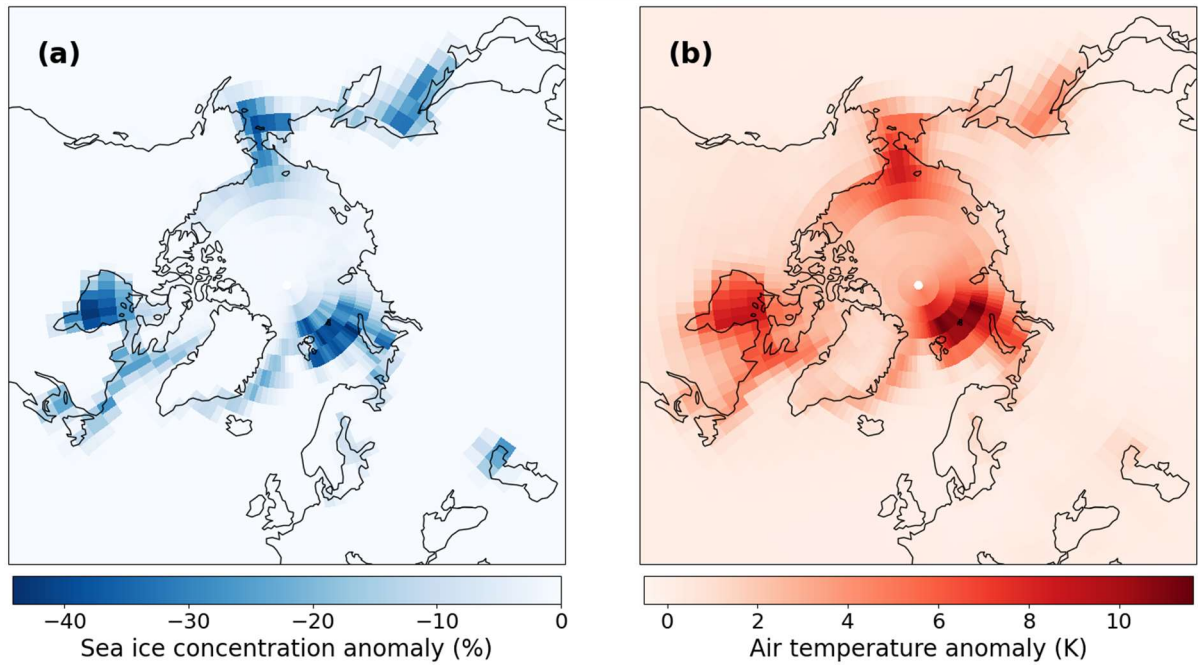 (a)
(b)
−40 −30 −20 −10 0
Sea ice concentration anomaly (%)
0 2 4 6 8 10
Air temperature anomaly (K)